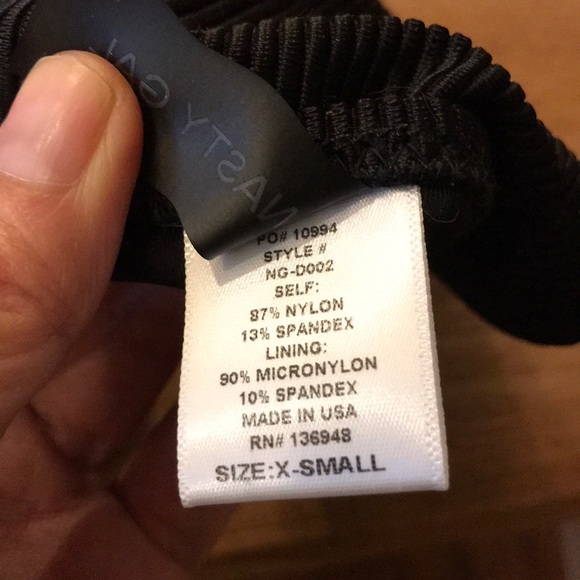 NASTY GAL
PO# 10994
STYLE #
NG-D002
SELF:
87% NYLON
13% SPANDEX
LINING:
90% MICRONYLON
10% SPANDEX
MADE IN USA
RN# 136948
SIZE:X-SMALL